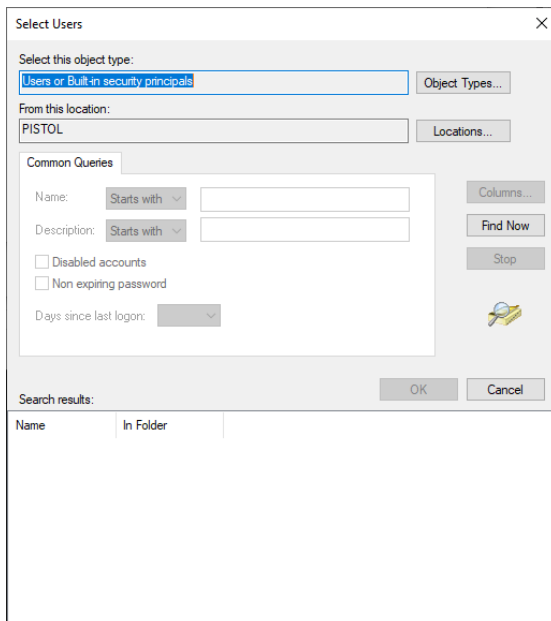 Select Users
Select this object type:
Users or Built-in security principals
Object Types...
From this location:
PISTOL
Locations...
Common Queries
Name:
Starts with
Columns...
Description:
Starts with
Find Now
Disabled accounts
Stop
Non expiring password
Days since last logon:
OK
Cancel
Search results:
Name
In Folder